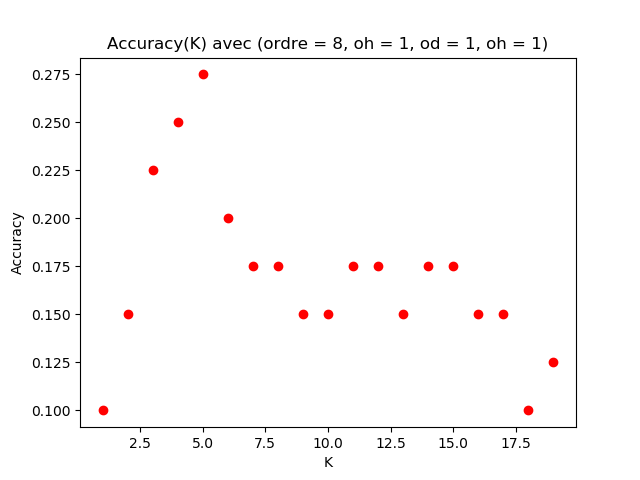 Accuracy(K) avec (ordre = 8, oh = 1, od = 1, oh = 1)
0.275
0.250
0.225
0.200
0.175
0.150
0.125
0.100
Accuracy
2.5 5.0 7.5 10.0 12.5 15.0 17.5
K